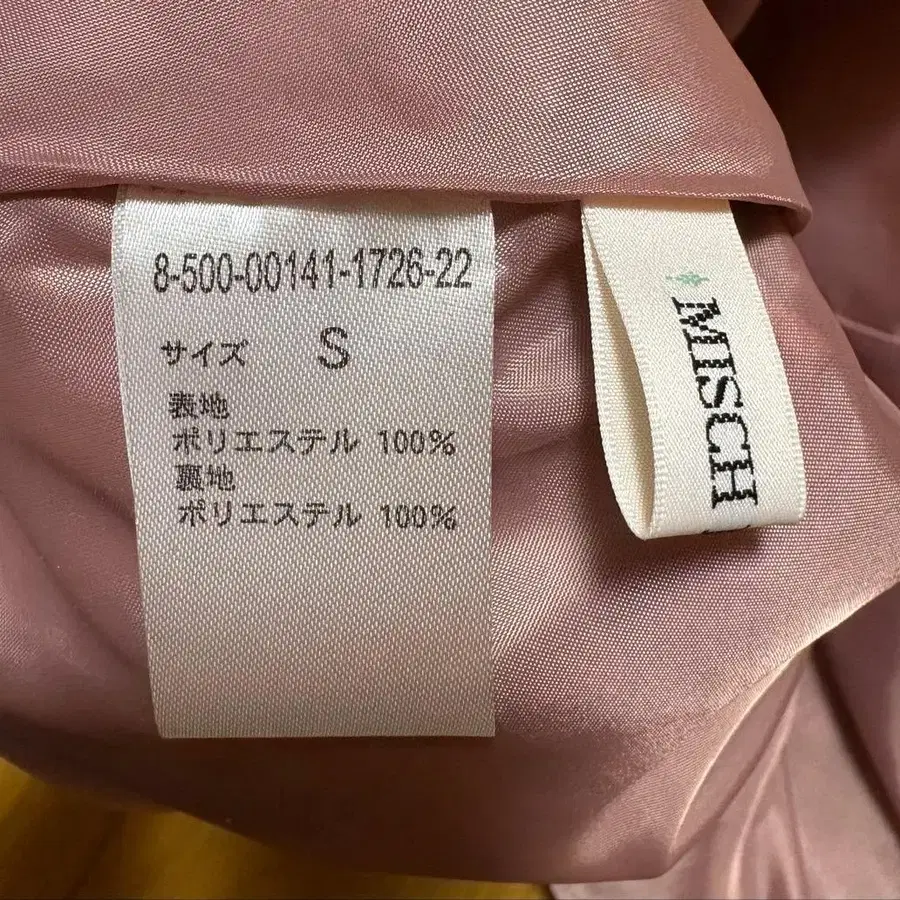 8-500-00141-1726-22
サイズ S
表地
ポリエステル 100%
裏地
ポリエステル 100%
MISCH